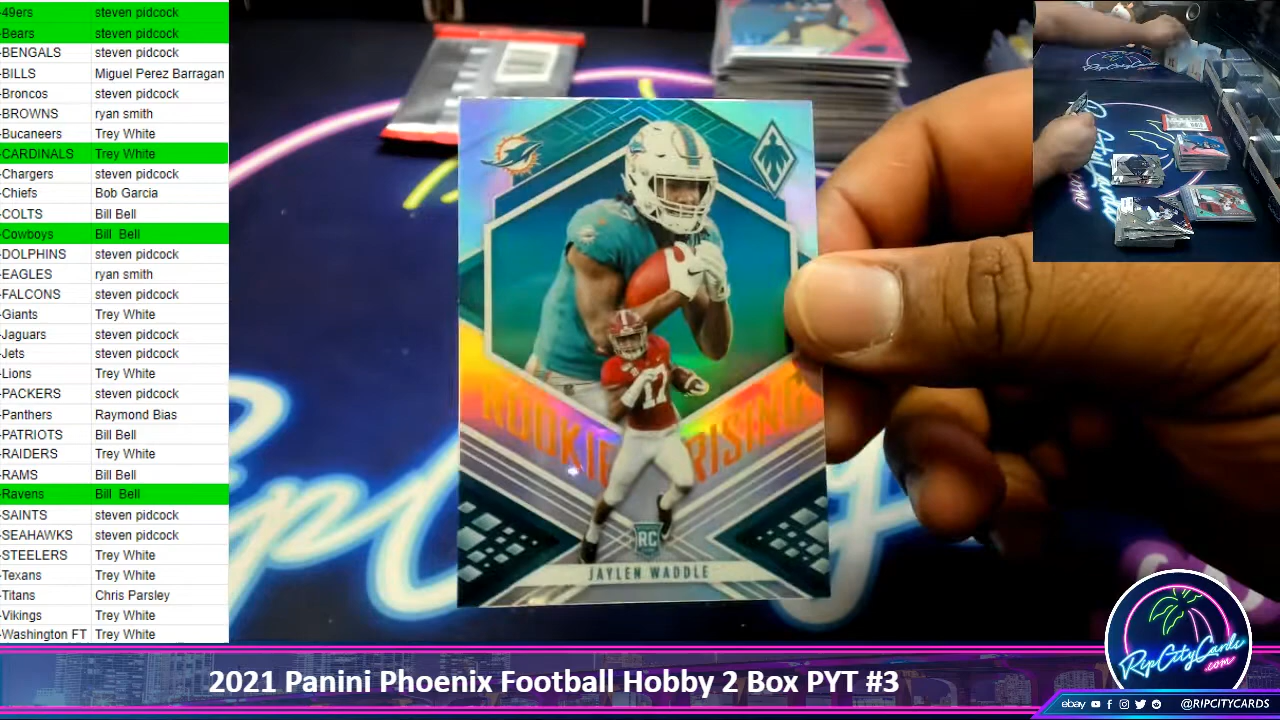 -49ers steven pidcock
-Bears steven pidcock
-BENGALS steven pidcock
-BILLS Miguel Perez Barragan
-Broncos steven pidcock
-BROWNS ryan smith
-Bucaneers Trey White
-CARDINALS Trey White
-Chargers steven pidcock
-Chiefs Bob Garcia
-COLTS Bill Bell
-Cowboys Bill Bell
-DOLPHINS steven pidcock
-EAGLES ryan smith
-FALCONS steven pidcock
-Giants Trey White
-Jaguars steven pidcock
-Jets steven pidcock
-Lions Trey White
-PACKERS steven pidcock
-Panthers Raymond Bias
-PATRIOTS Bill Bell
-RAIDERS Trey White
-RAMS Bill Bell
-Ravens Bill Bell
-SAINTS steven pidcock
-SEAHAWKS steven pidcock
-STEELERS Trey White
-Texans Trey White
-Titans Chris Parsley
-Vikings Trey White
-Washington FT Trey White
ROOKIE RISING
17
RC
JAYLEN WADDLE
RipCityCards
.com
2021 Panini Phoenix Football Hobby 2 Box PYT #3
ebay @RIPCITYCARDS